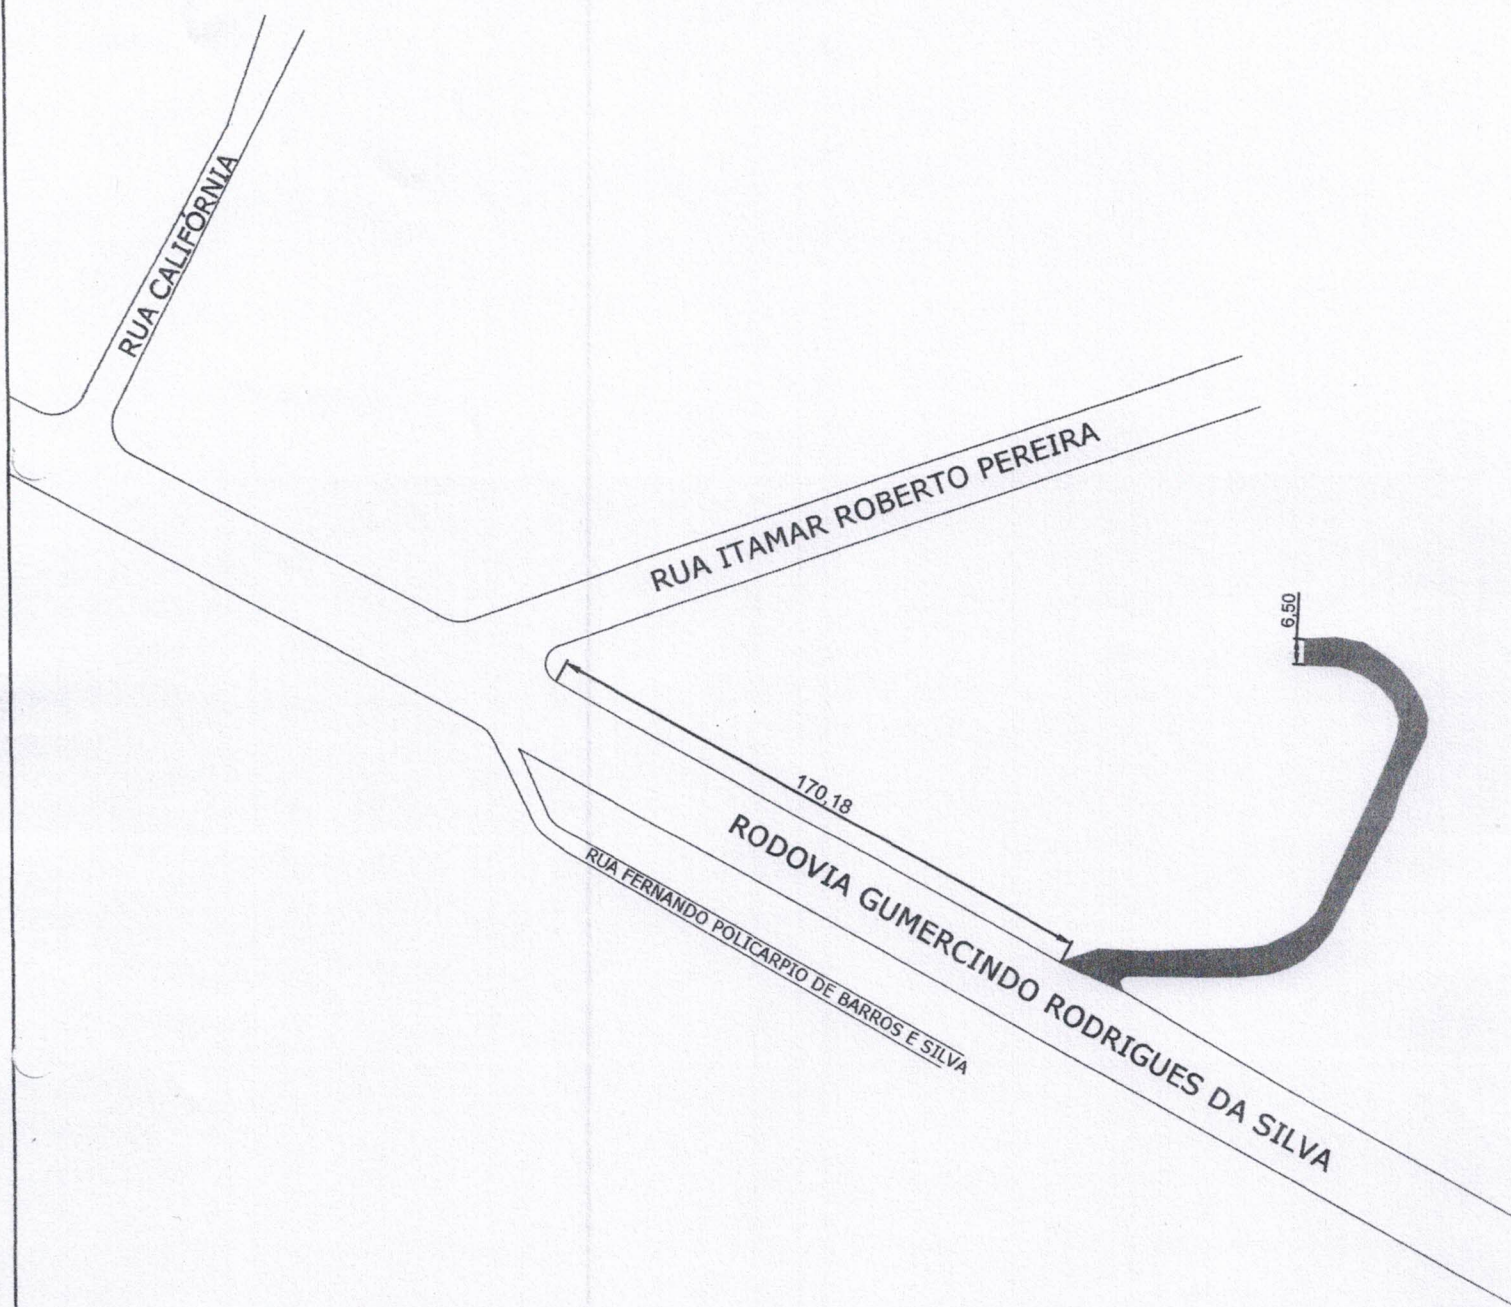 RUA CALIFÓRNIA
RUA ITAMAR ROBERTO PEREIRA
6,50
170,18
RODOVIA GUMERCINDO RODRIGUES DA SILVA
RUA FERNANDO POLICARPIO DE BARROS E SILVA